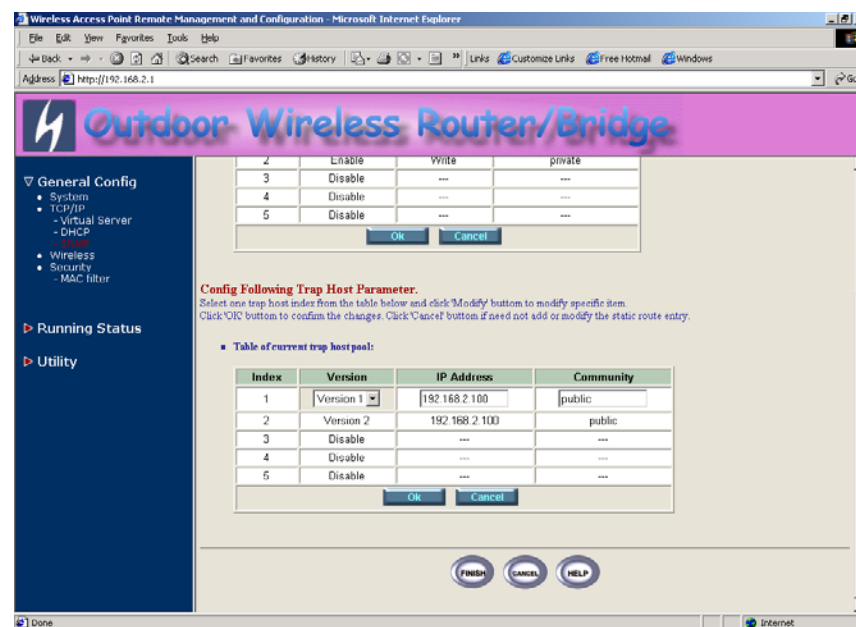 Wireless Access Point Remote Management and Configuration - Microsoft Internet Explorer
File Edit View Favorites Tools Help
Back Search Favorites History Links Customize Links Free Hotmail Windows
Address http://192.168.2.1 Go
Outdoor Wireless Router/Bridge
General Config
System
TCP/IP
- Virtual Server
- DHCP
- SNMP
Wireless
Security
- MAC filter
Running Status
Utility
2 Enable Write private
3 Disable --- ---
4 Disable --- ---
5 Disable --- ---
Ok Cancel
Config Following Trap Host Parameter.
Select one trap host index from the table below and click 'Modify' buttom to modify specific item.
Click 'OK' buttom to confirm the changes. Click 'Cancel' buttom if need not add or modify the static route entry.
Table of current trap host pool:
Index Version IP Address Community
1 Version 1 192.168.2.100 public
2 Version 2 192.168.2.100 public
3 Disable --- ---
4 Disable --- ---
5 Disable --- ---
Ok Cancel
FINISH CANCEL HELP
Done Internet